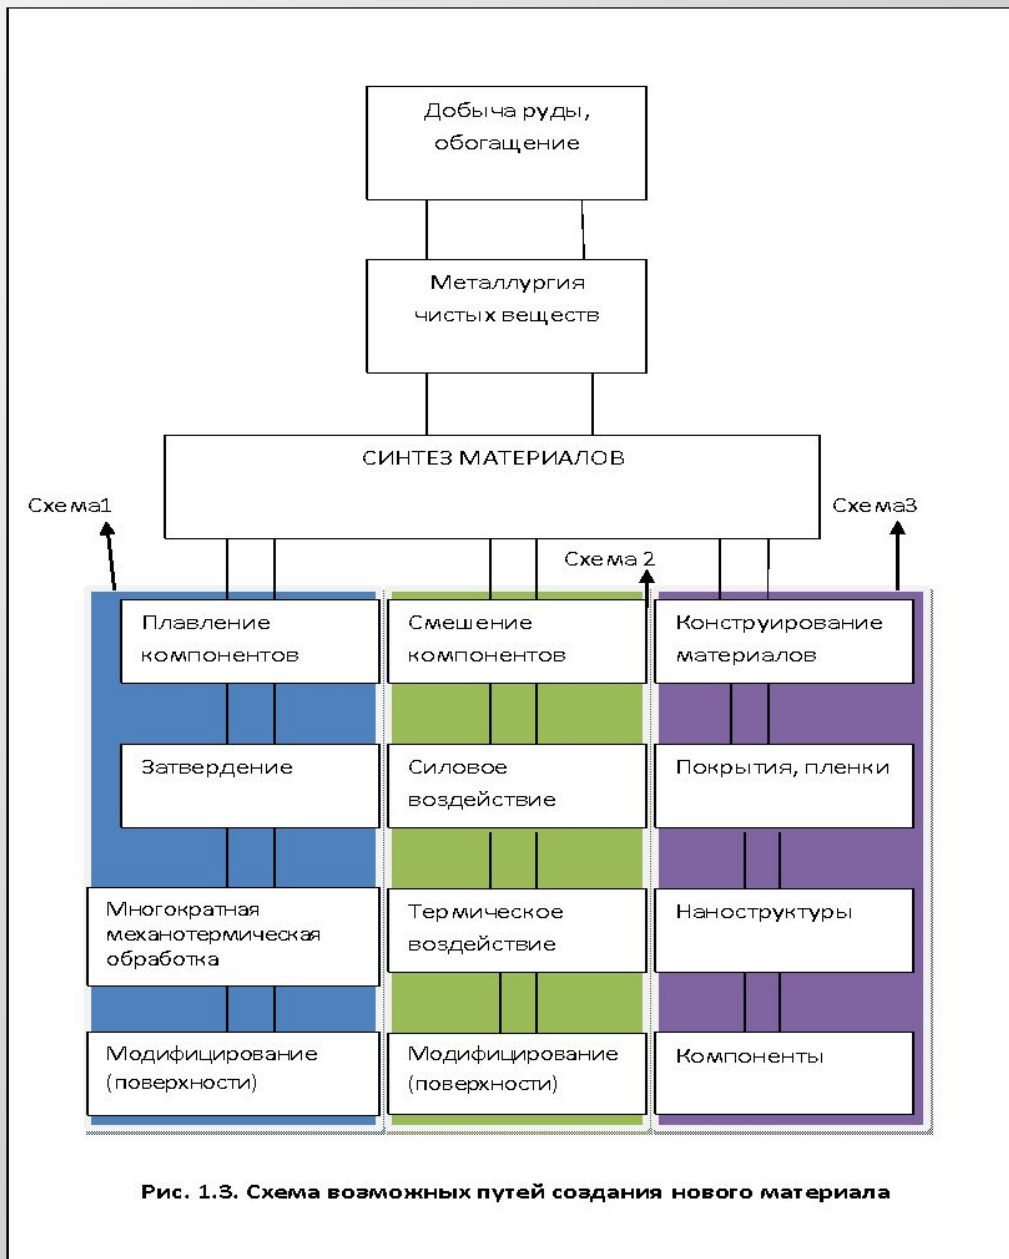 Добыча руды,
обогащение
Металлургия
чистых веществ
СИНТЕЗ МАТЕРИАЛОВ
Схема1
Схема 2
Схема3
Плавление
компонентов
Затвердение
Многократная
механотермическая
обработка
Модифицирование
(поверхности)
Смешение
компонентов
Силовое
воздействие
Термическое
воздействие
Модифицирование
(поверхности)
Конструирование
материалов
Покрытия, пленки
Наноструктуры
Компоненты
Рис. 1.3. Схема возможных путей создания нового материала